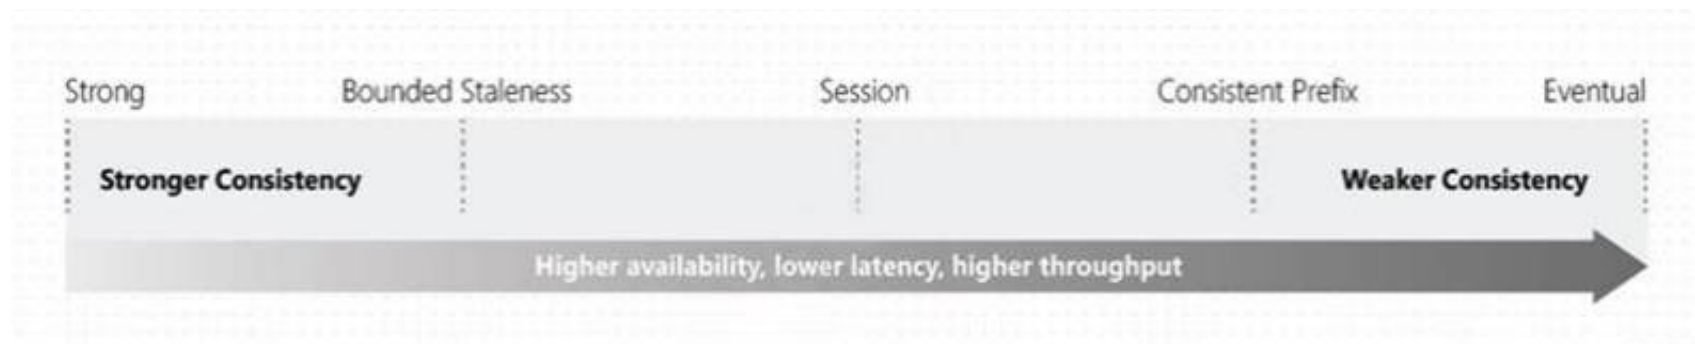 Strong Bounded Staleness Session Consistent Prefix Eventual
Stronger Consistency Weaker Consistency
Higher availability, lower latency, higher throughput